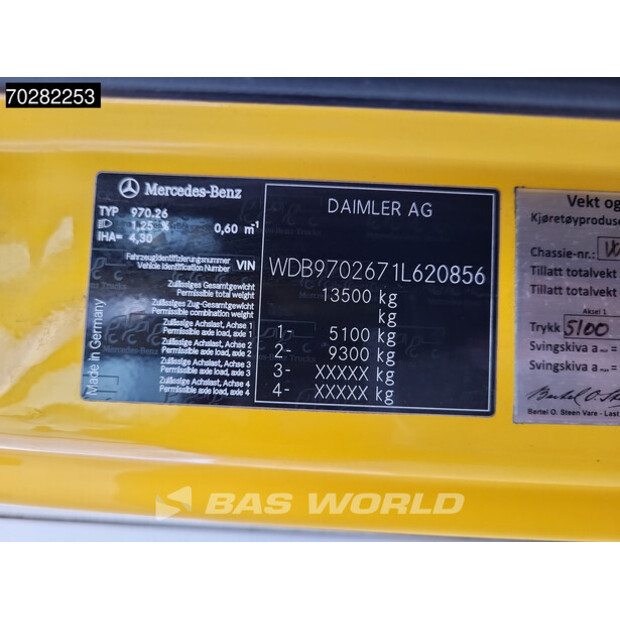 70282253
Mercedes-Benz
DAIMLER AG
TYP 970.26
1,25 % 0,60 m⁻¹
IHA= 4,30
Fahrzeugidentifizierungsnummer
Vehicle Identification Number VIN WDB9702671L620856
Zulässiges Gesamtgewicht
Permissible total weight 13500 kg
Zulässiges Zug-Gesamtgewicht
Permissible combination weight kg
Zulässige Achslast, Achse 1
Permissible axle load, axle 1 1- 5100 kg
Zulässige Achslast, Achse 2
Permissible axle load, axle 2 2- 9300 kg
Zulässige Achslast, Achse 3
Permissible axle load, axle 3 3- XXXXX kg
Zulässige Achslast, Achse 4
Permissible axle load, axle 4 4- XXXXX kg
Made in Germany
Vekt og
Kjøretøyproduse
Chassie-nr.:
Tillatt totalvekt
Tillatt totalvekt
Aksel 1
Trykk 5100
Svingskiva a
Svingskiva a
Bertel O. Steen Vare - Last
BAS WORLD